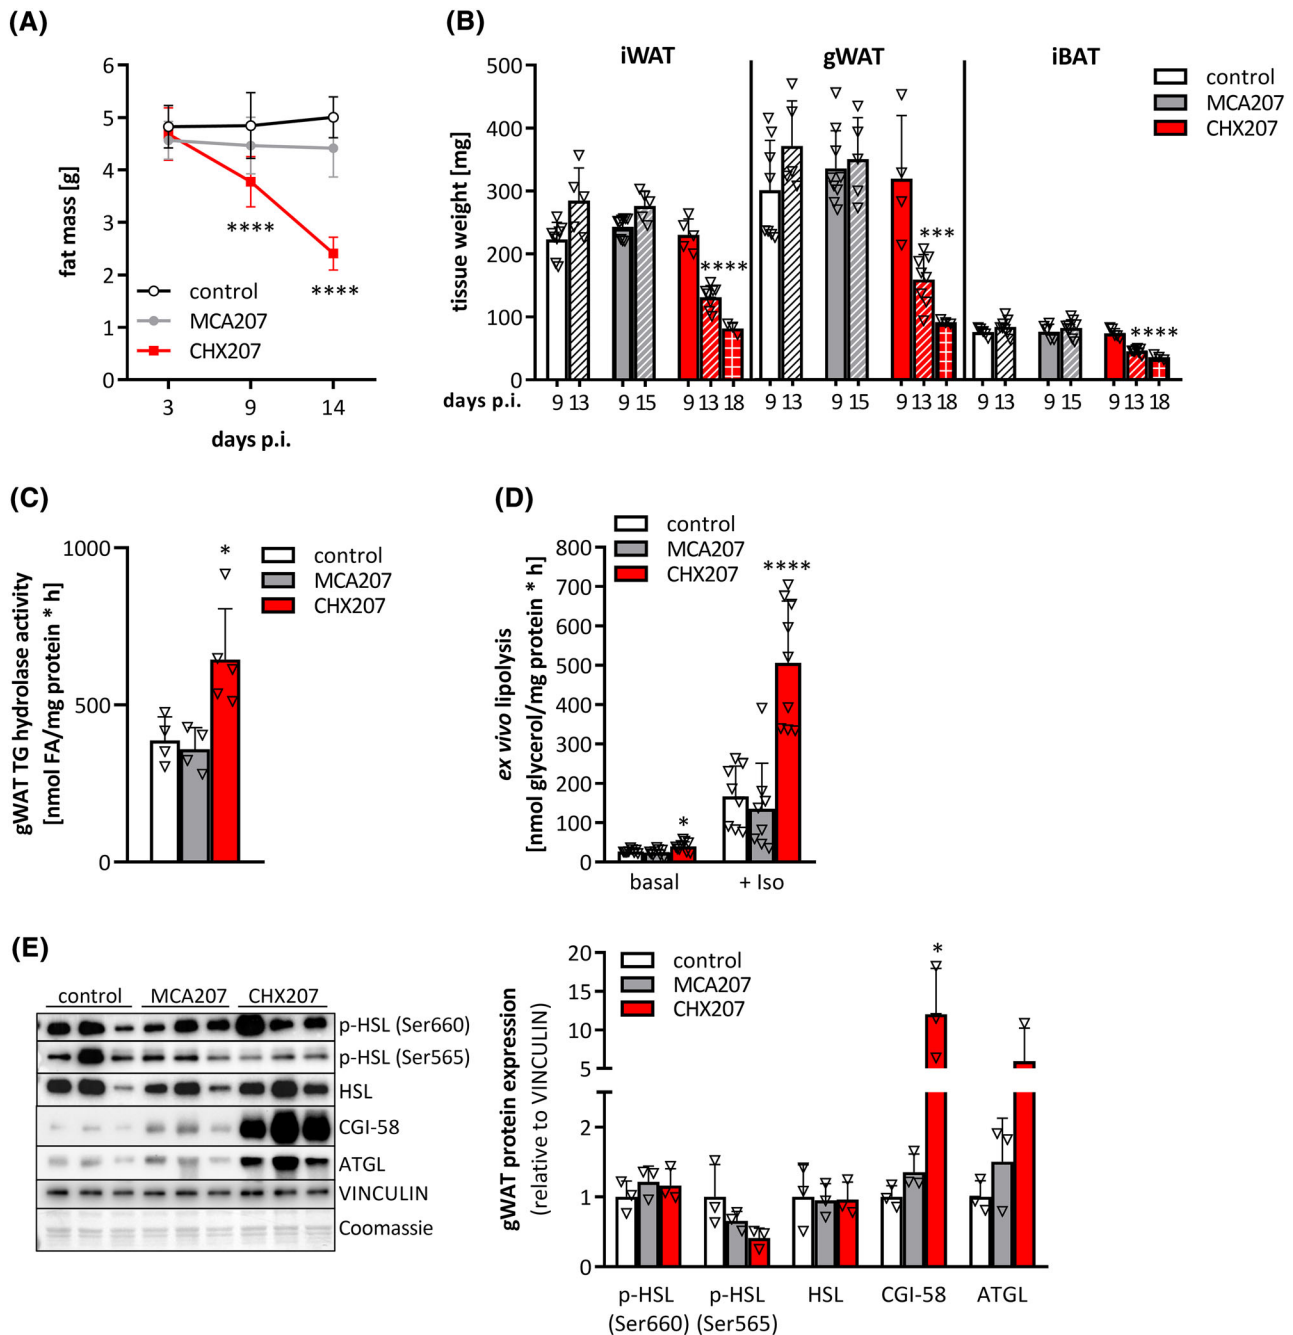 (A)
6
5
4
3
2
1
0
fat mass [g]
****
****
control
MCA207
CHX207
3 9 14
days p.i.
(B)
iWAT gWAT iBAT
control
MCA207
CHX207
500
400
300
200
100
0
tissue weight [mg]
**** *** ****
days p.i. 9 13 9 15 9 13 18 9 13 9 15 9 13 18 9 13 9 15 9 13 18
(C)
1000
500
0
gWAT TG hydrolase activity
[nmol FA/mg protein * h]
*
control
MCA207
CHX207
(D)
control
MCA207
CHX207
800
700
600
500
400
300
200
100
0
ex vivo lipolysis
[nmol glycerol/mg protein * h]
****
*
basal + Iso
(E)
control MCA207 CHX207
p-HSL (Ser660)
p-HSL (Ser565)
HSL
CGI-58
ATGL
VINCULIN
Coomassie
gWAT protein expression
(relative to VINCULIN)
20
15
10
5
2
1
0
control
MCA207
CHX207
*
p-HSL p-HSL HSL CGI-58 ATGL
(Ser660) (Ser565)